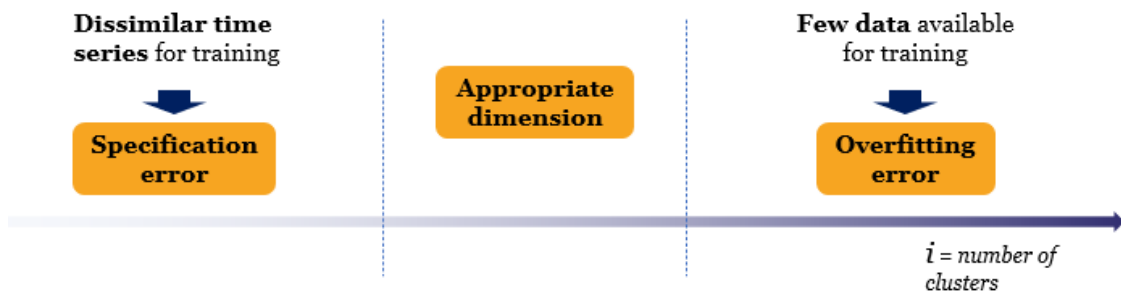 Dissimilar time
series for training
Specification
error
Appropriate
dimension
Few data available
for training
Overfitting
error
i = number of
clusters